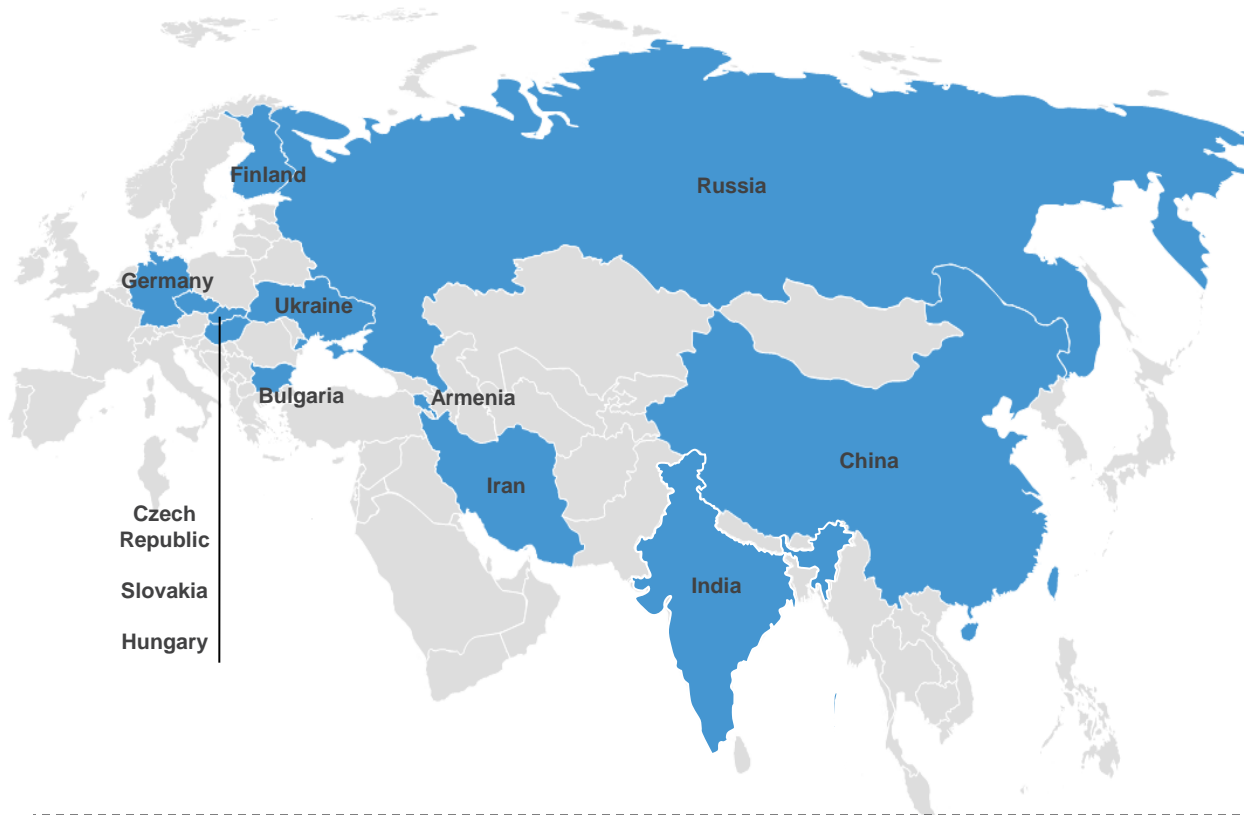 Finland
Russia
Germany
Ukraine
Bulgaria
Armenia
China
Iran
Czech
Republic
India
Slovakia
Hungary